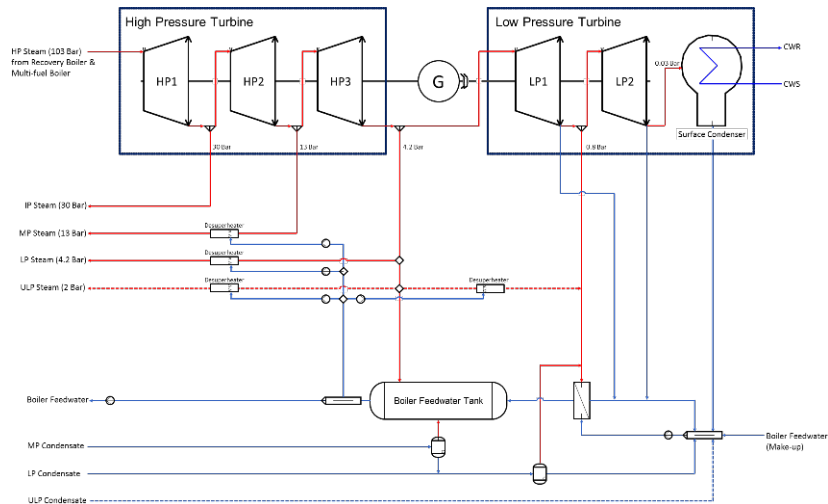 High Pressure Turbine
Low Pressure Turbine
HP Steam (103 Bar)
from Recovery Boiler &
Multi-fuel Boiler
HP1
HP2
HP3
G
LP1
LP2
0.03 Bar
CWR
CWS
Surface Condenser
30 Bar
13 Bar
4.2 Bar
0.8 Bar
IP Steam (30 Bar)
MP Steam (13 Bar)
Desuperheater
LP Steam (4.2 Bar)
Desuperheater
ULP Steam (2 Bar)
Desuperheater
Desuperheater
Boiler Feedwater
Boiler Feedwater Tank
MP Condensate
Boiler Feedwater
(Make-up)
LP Condensate
ULP Condensate